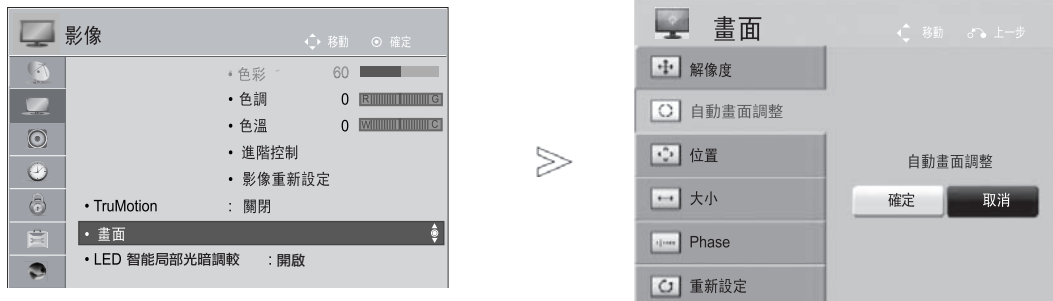 影像
移動 確定
• 色彩 60
• 色調 0 R G
• 色溫 0 W C
• 進階控制
• 影像重新設定
• TruMotion : 關閉
• 畫面
• LED 智能局部光暗調較 : 開啟
畫面
移動 上一步
解像度
自動畫面調整
位置
大小
Phase
重新設定
自動畫面調整
確定 取消